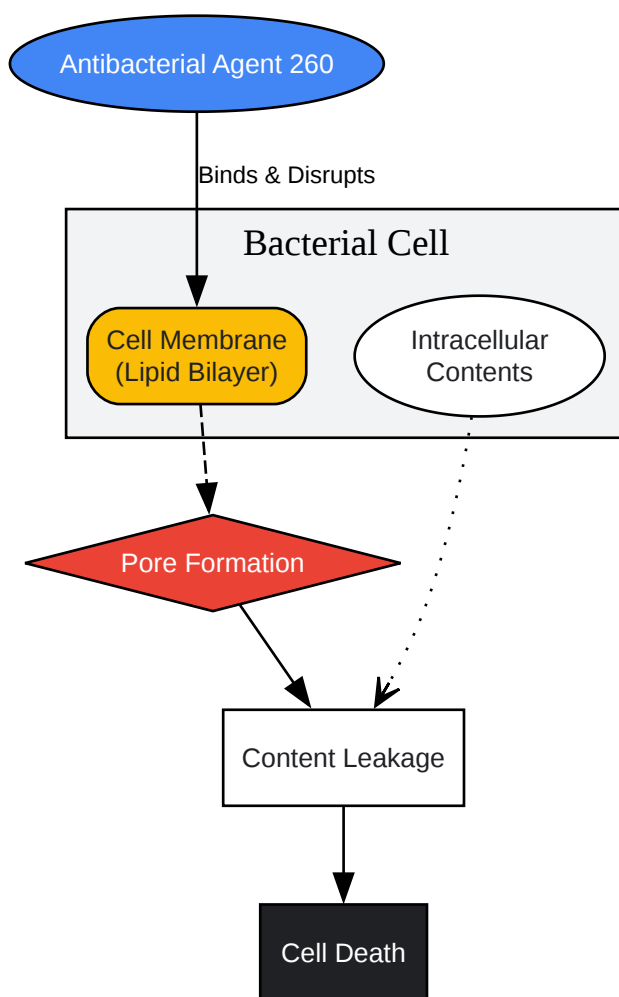 Antibacterial Agent 260
Binds & Disrupts
Bacterial Cell
Cell Membrane
(Lipid Bilayer)
Intracellular
Contents
Pore Formation
Content Leakage
Cell Death